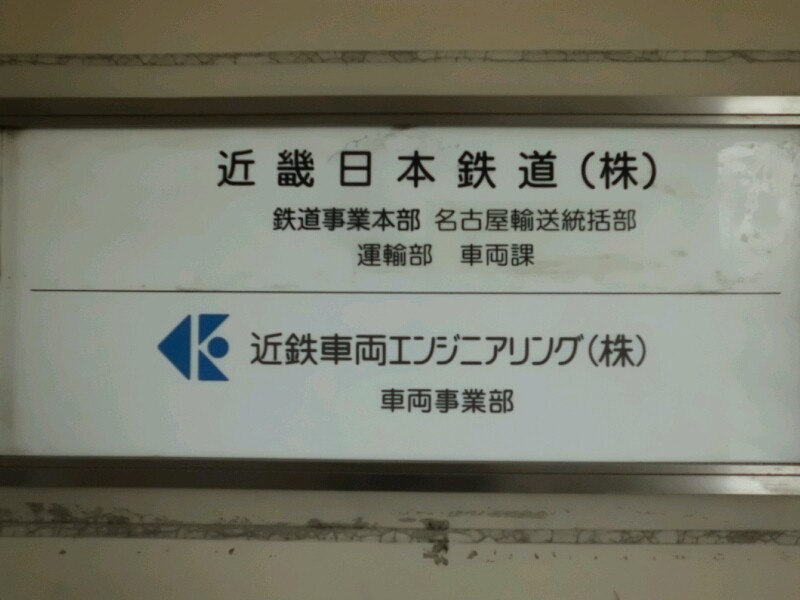 近畿日本鉄道(株)
鉄道事業本部 名古屋輸送統括部
運輸部 車両課
近鉄車両エンジニアリング(株)
車両事業部